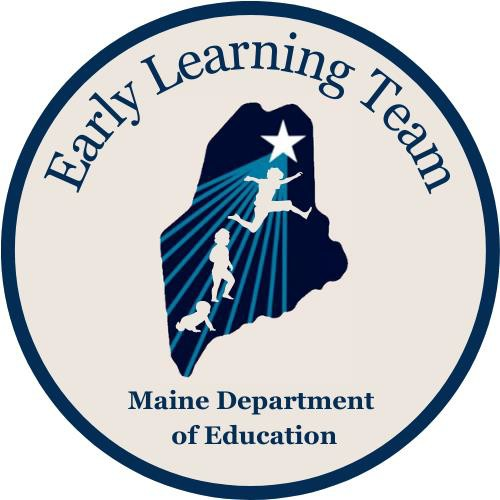 Early Learning Team
Maine Department
of Education